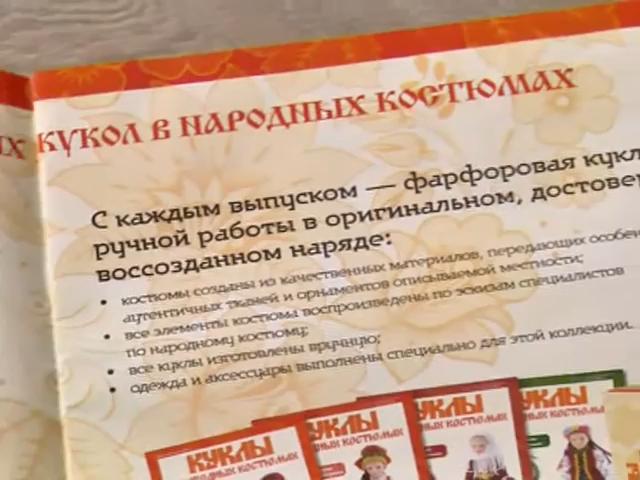 КУКОЛ В НАРОДНЫХ КОСТЮМАХ
С каждым выпуском — фарфоровая кукл
ручной работы в оригинальном, достовер
воссозданном наряде:
• костюмы созданы из качественных материалов, передающих особен
аутентичных тканей и орнаментов описываемой местности;
• все элементы костюма воспроизведены по эскизам специалистов
по народному костюму;
• все куклы изготовлены вручную;
• одежда и аксессуары выполнены специально для этой коллекции.
КУКЛЫ КУКЛЫ КУКЛЫ КУКЛЫ